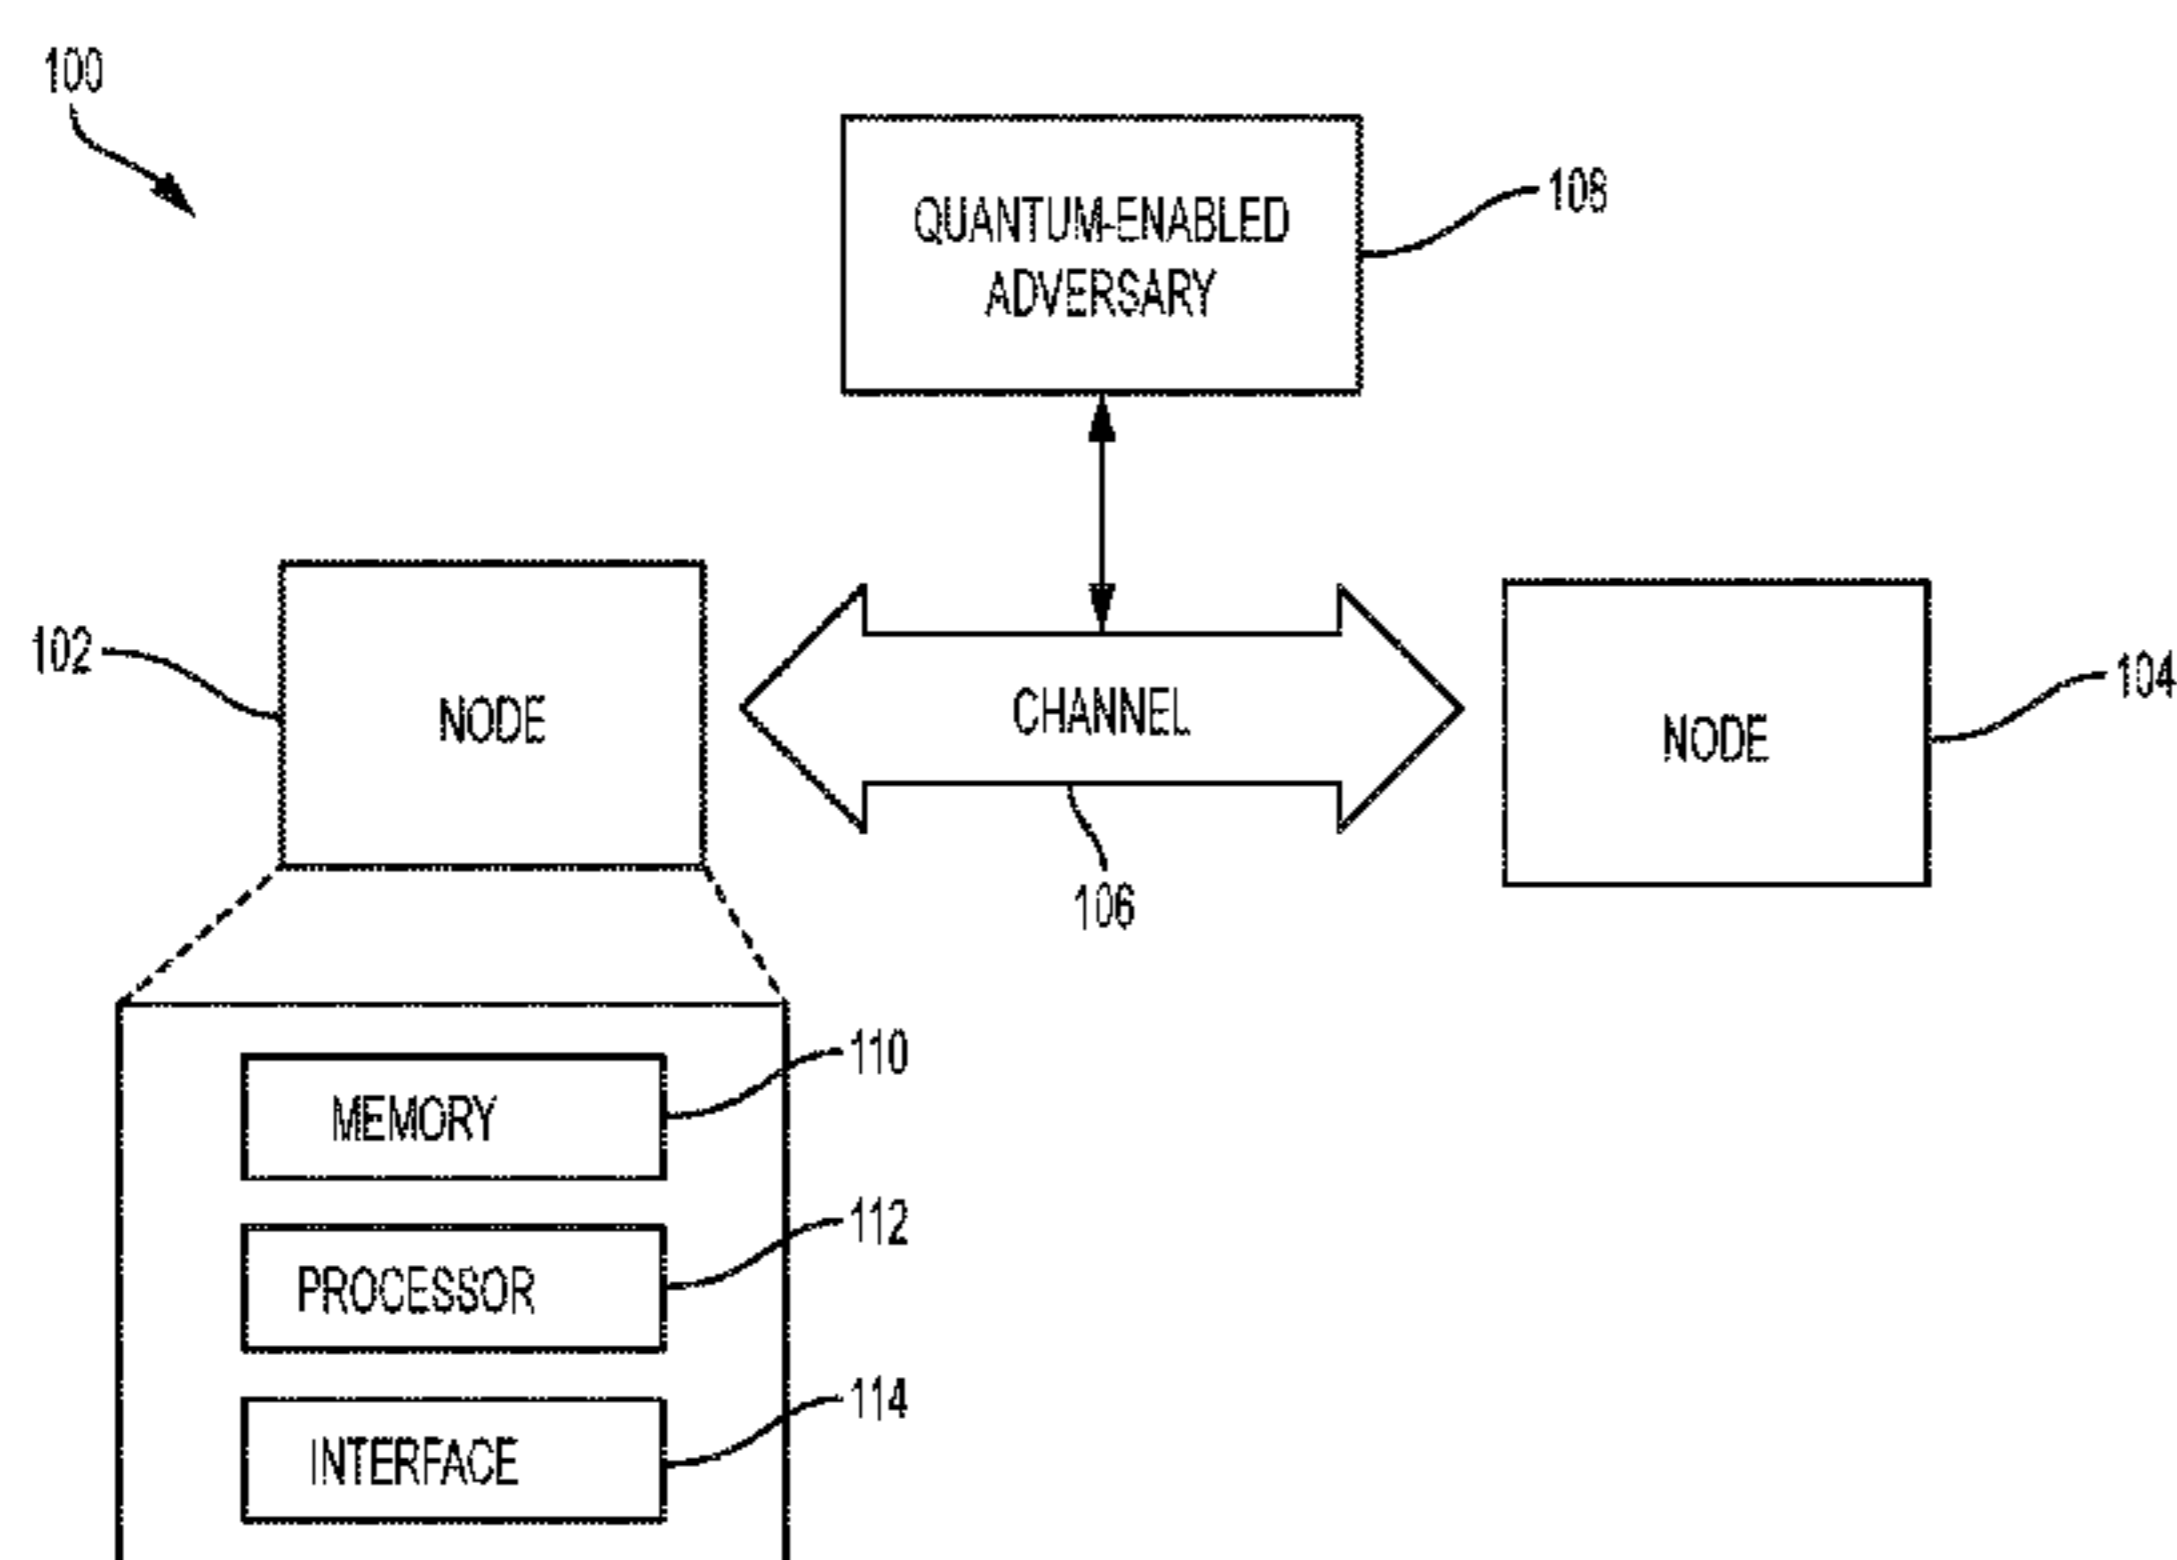 100
QUANTUM-ENABLED
ADVERSARY
108
102
NODE
CHANNEL
NODE
104
106
MEMORY
110
PROCESSOR
112
INTERFACE
114